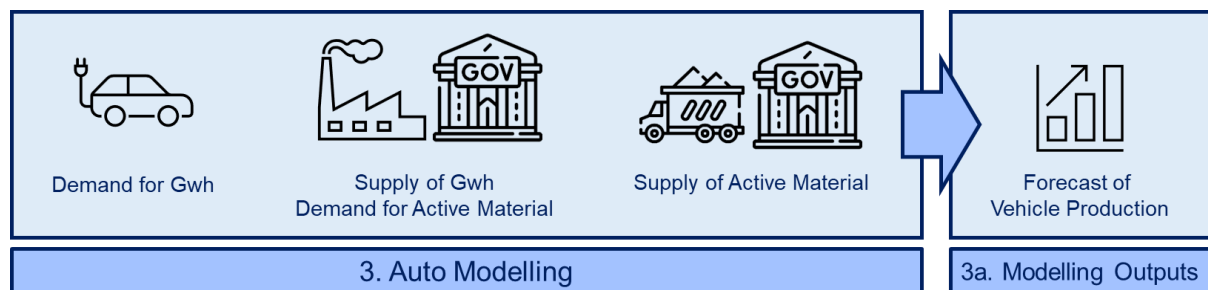 GOV
GOV
Demand for Gwh
Supply of Gwh
Demand for Active Material
Supply of Active Material
Forecast of
Vehicle Production
3. Auto Modelling
3a. Modelling Outputs